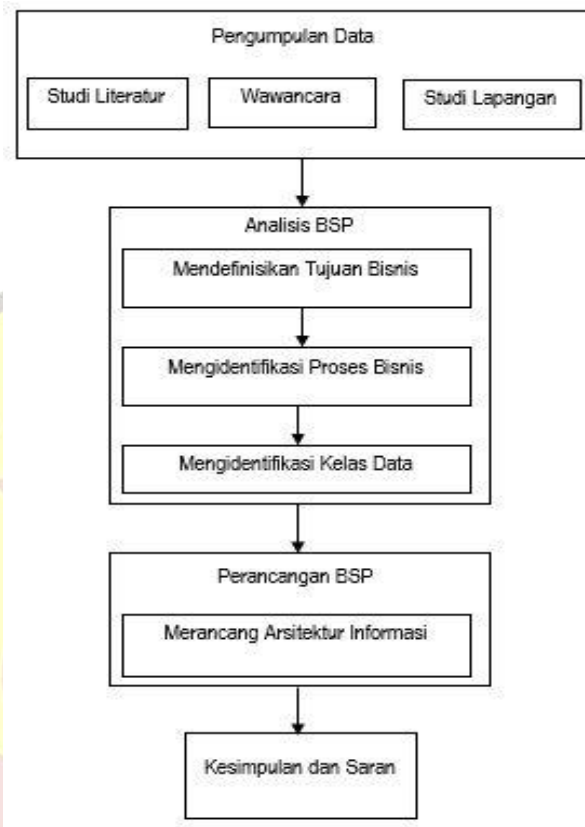 Pengumpulan Data
Studi Literatur
Wawancara
Studi Lapangan
Analisis BSP
Mendefinisikan Tujuan Bisnis
Mengidentifikasi Proses Bisnis
Mengidentifikasi Kelas Data
Perancangan BSP
Merancang Arsitektur Informasi
Kesimpulan dan Saran